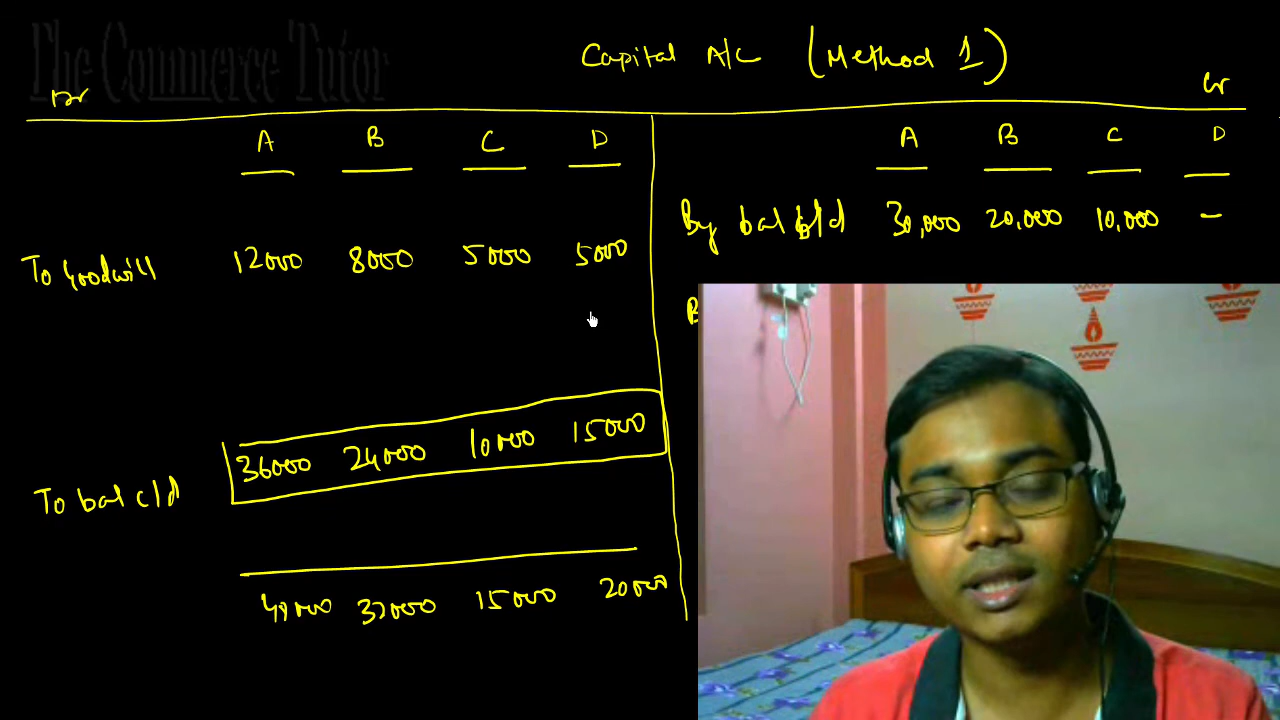 The Commerce Tutor
Capital A/C (Method 1)
Dr
Cr
A B C D
A B C D
By bal b/d 30,000 20,000 10,000 -
To Goodwill 12000 8000 5000 5000
B
To bal c/d 36000 24000 10000 15000
48000 32000 15000 20000